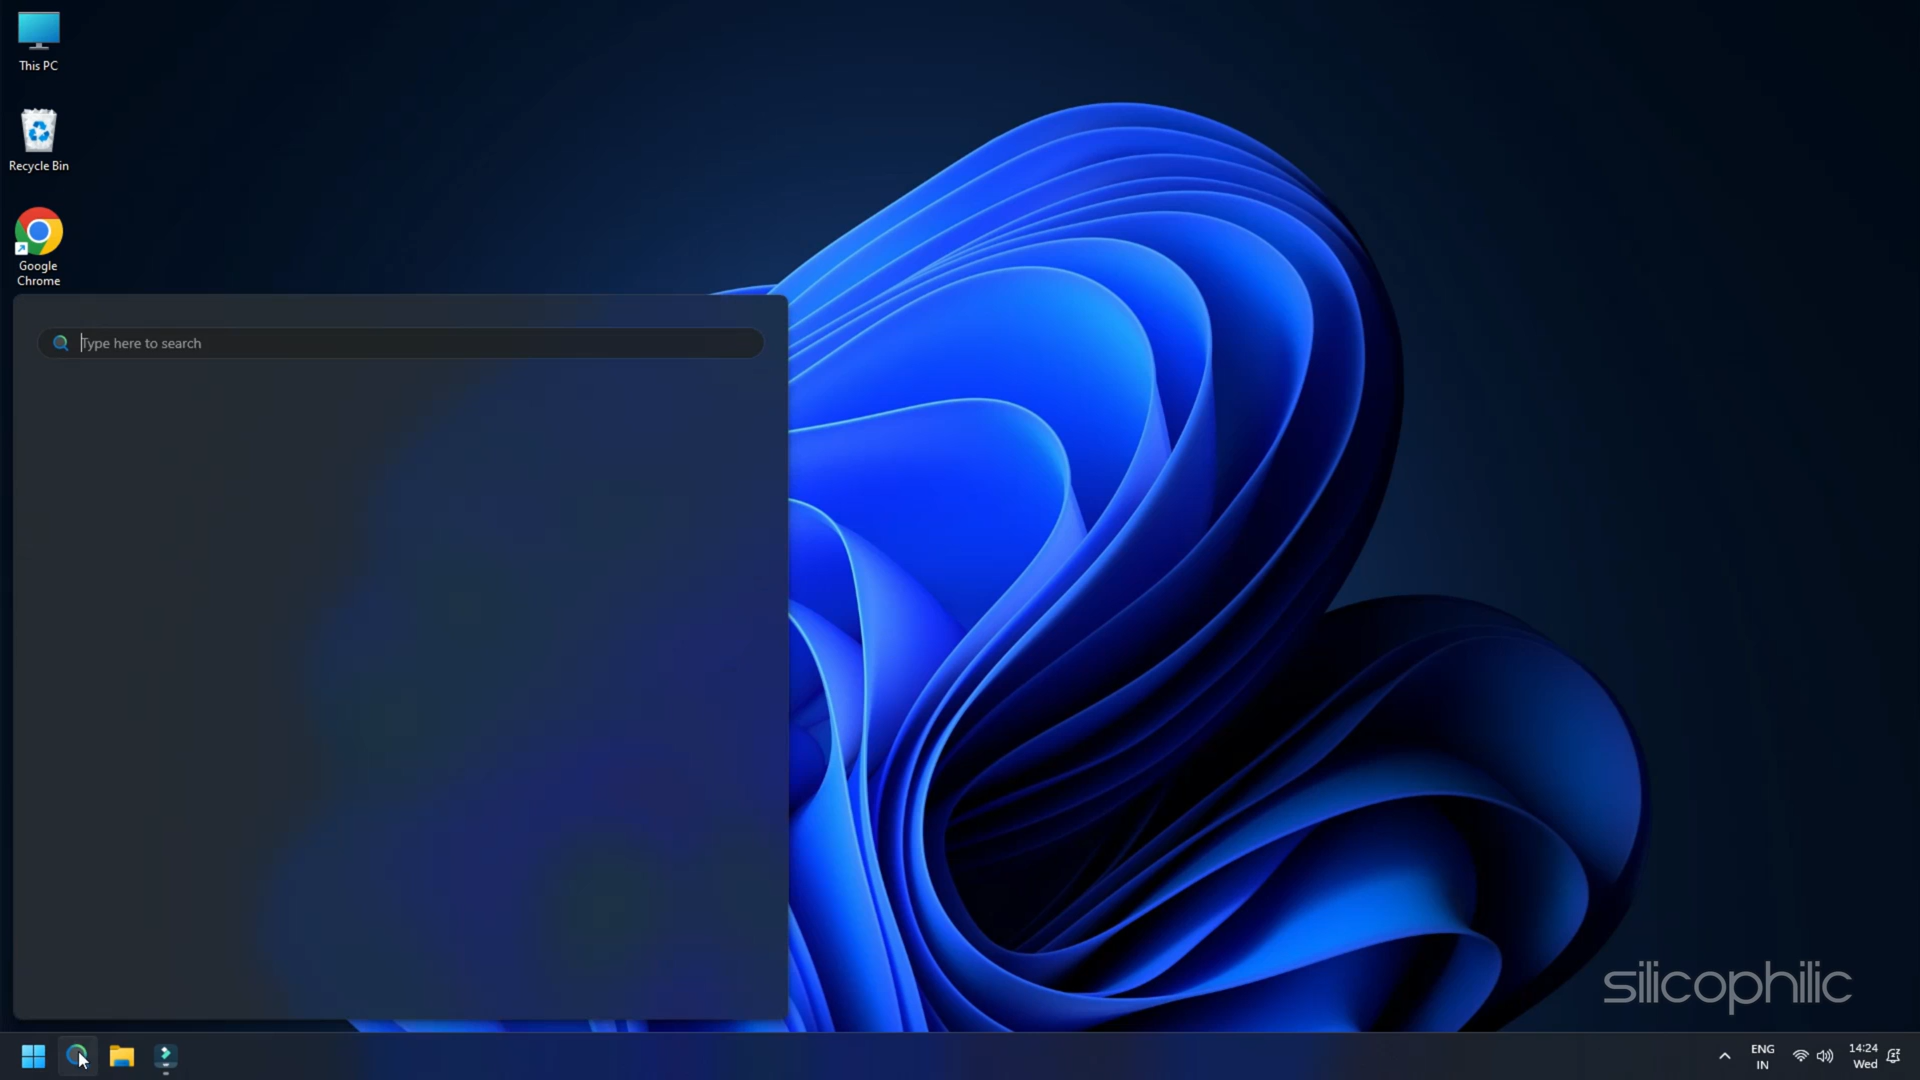 This PC
Recycle Bin
Google
Chrome
Type here to search
silicophilic
ENG
IN
14:24
Wed